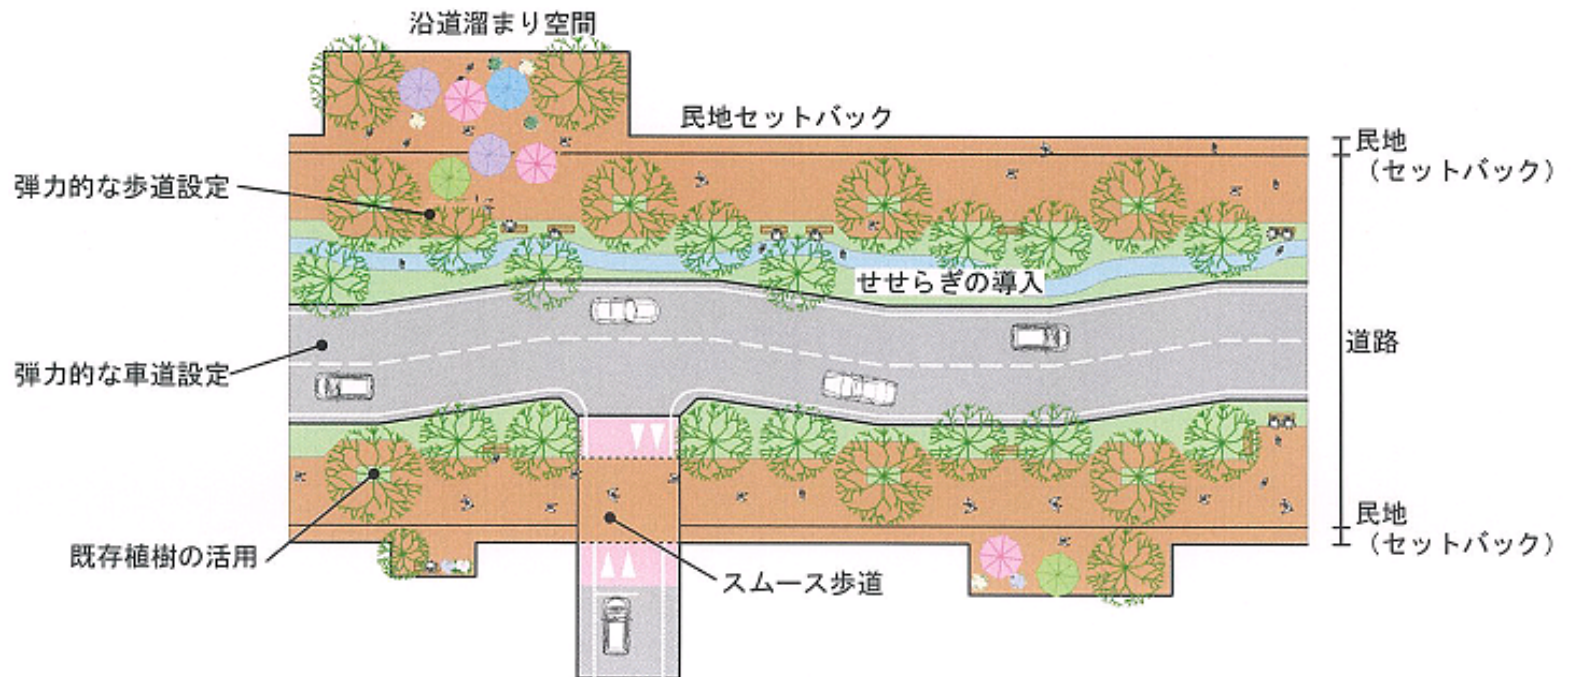 沿道溜まり空間
民地セットバック
民地
（セットバック）
弾力的な歩道設定
せせらぎの導入
道路
弾力的な車道設定
民地
（セットバック）
既存植樹の活用
スムース歩道